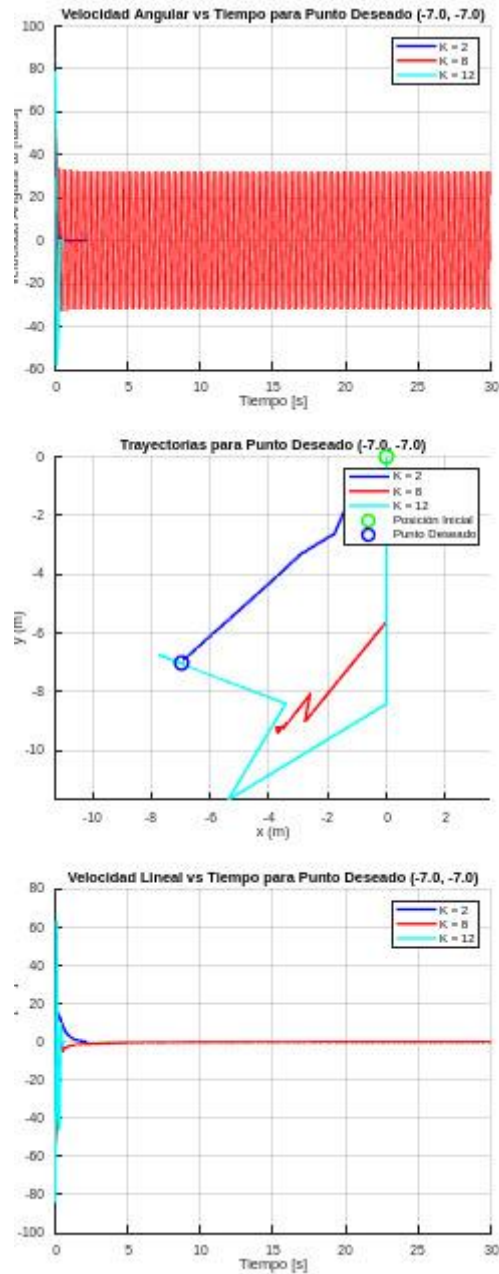 Velocidad Angular vs Tiempo para Punto Deseado (-7.0, -7.0)
100
80
60
40
20
0
-20
-40
-60
K = 2
K = 8
K = 12
0 5 10 15 20 25 30
Tiempo [s]
Trayectorias para Punto Deseado (-7.0, -7.0)
0
-2
-4
-6
-8
-10
y (m)
K = 2
K = 8
K = 12
Posición Inicial
Punto Deseado
-10 -8 -6 -4 -2 0 2
x (m)
Velocidad Lineal vs Tiempo para Punto Deseado (-7.0, -7.0)
80
60
40
20
0
-20
-40
-60
-80
-100
K = 2
K = 8
K = 12
0 5 10 15 20 25 30
Tiempo [s]